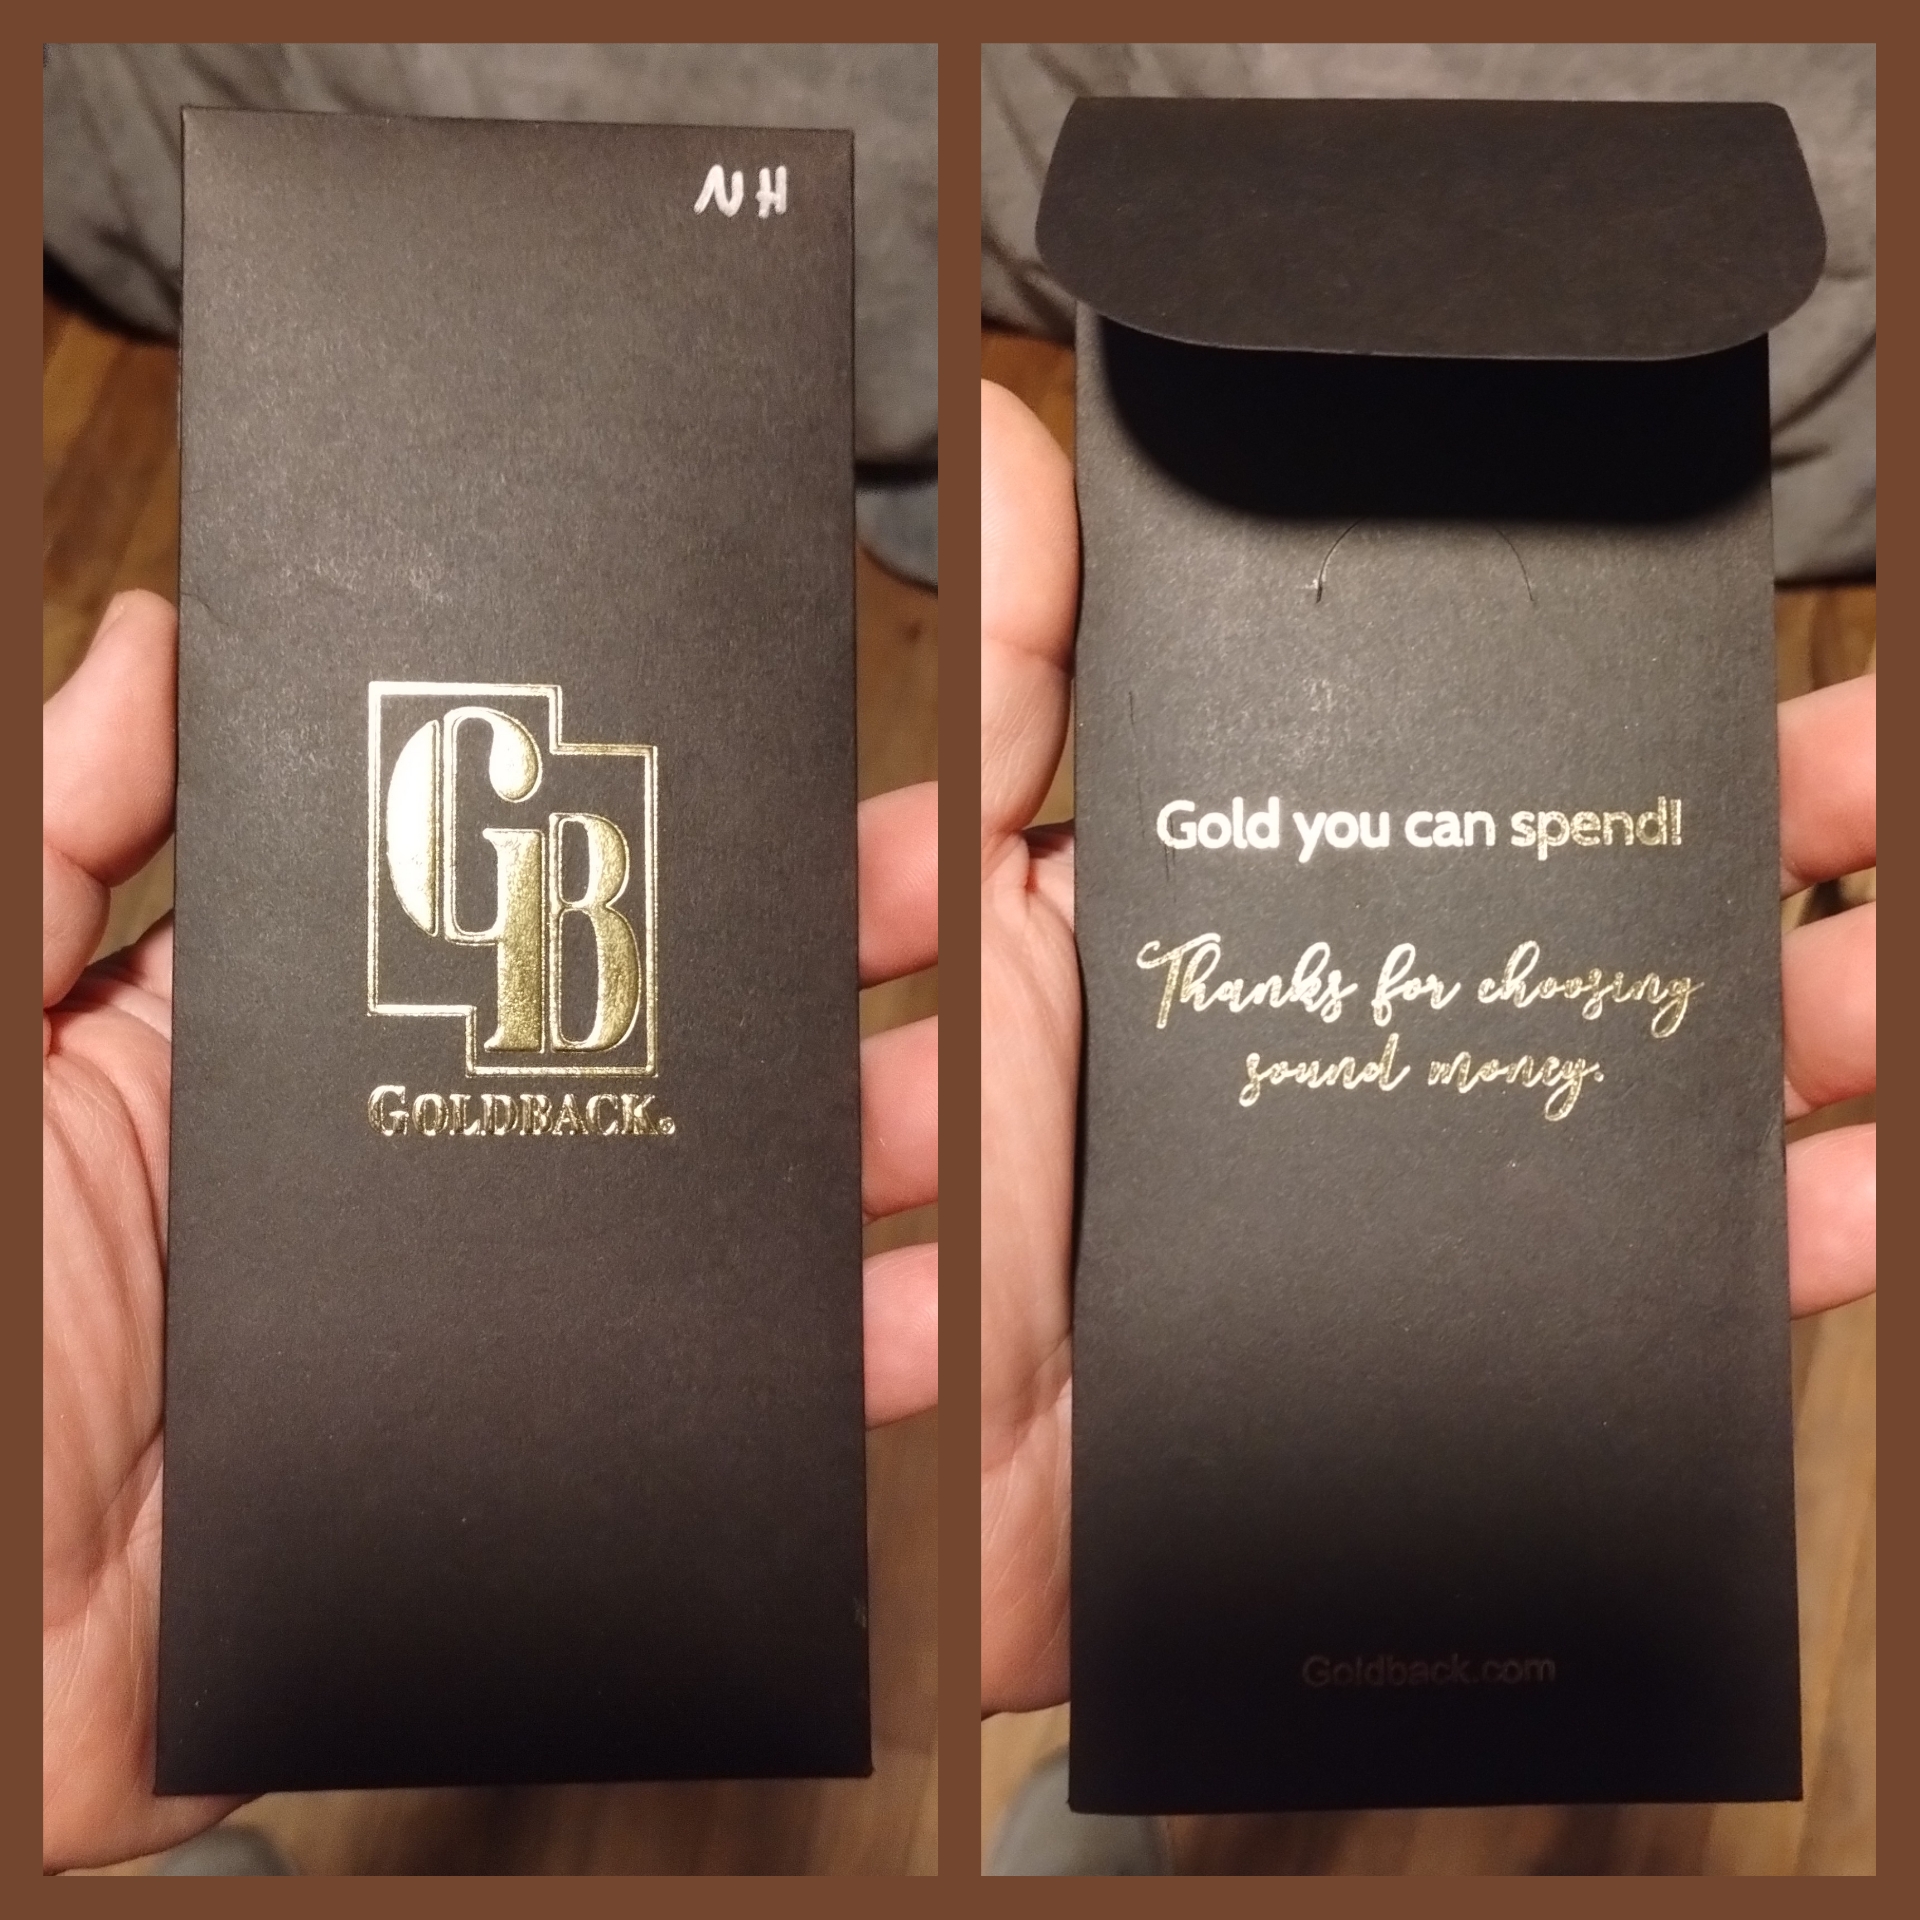 NH
GB
GOLDBACK®
Gold you can spend!
Thanks for choosing
sound money.
Goldback.com